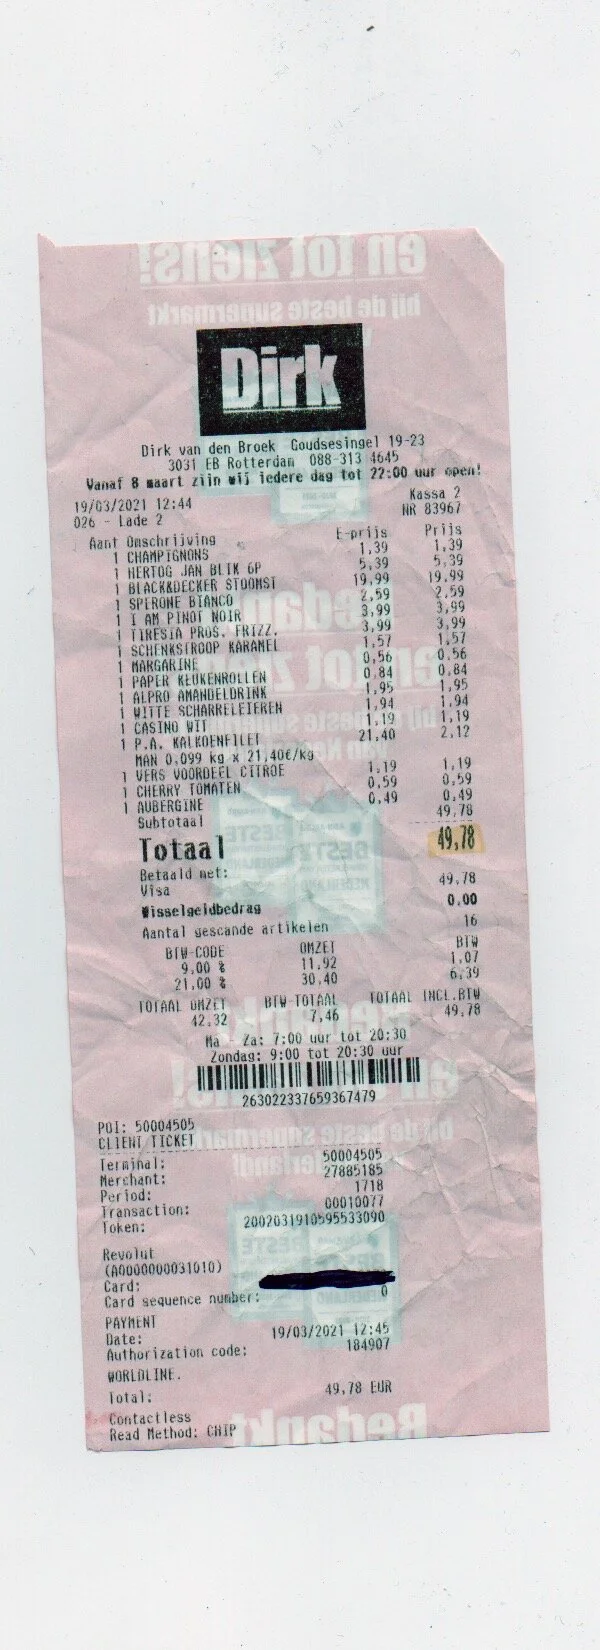 Dirk
Dirk van den Broek Goudsesingel 19-23
3031 EB Rotterdam 088-313 4645
Vanaf 8 maart zijn wij iedere dag tot 22:00 uur open!
19/03/2021 12:44 Kassa 2
026 - Lade 2 NR 83967
Aant Omschrijving E-prijs Prijs
1 CHAMPIGNONS 1,39 1,39
1 HERTOG JAN BLIK 6P 5,39 5,39
1 BLACK&DECKER STOOMST 19,99 19,99
1 SPERONE BIANCO 2,59 2,59
1 I AM PINOT NOIR 3,99 3,99
1 TIRESIA PROS. FRIZZ. 3,99 3,99
1 SCHENKSTROOP KARAMEL 1,57 1,57
1 MARGARINE 0,56 0,56
1 PAPER KEUKENROLLEN 0,84 0,84
1 ALPRO AMANDELDRINK 1,95 1,95
1 WITTE SCHARRELEIEREN 1,94 1,94
1 CASINO WIT 1,19 1,19
1 P.A. KALKOENFILET 21,40 2,12
MAN 0,099 kg x 21,40€/kg
1 VERS VOORDEEL CITROE 1,19 1,19
1 CHERRY TOMATEN 0,59 0,59
1 AUBERGINE 0,49 0,49
Subtotaal 49,78
Totaal 49,78
Betaald met:
Visa 49,78
Wisselgeldbedrag 0,00
Aantal gescande artikelen 16
BTW-CODE OMZET BTW
9,00 % 11,92 1,07
21,00 % 30,40 6,39
TOTAAL OMZET BTW-TOTAAL TOTAAL INCL.BTW
42,32 7,46 49,78
Ma Za: 7:00 uur tot 20:30
Zondag: 9:00 tot 20:30 uur
263022337659367479
POI: 50004505
CLIENT TICKET
Terminal: 50004505
Merchant: 27885185
Period: 1718
Transaction: 00010077
Token: 2002031910595533090
Revolut
(A0000000031010)
Card:
Card sequence number: 0
PAYMENT
Date: 19/03/2021 12:45
Authorization code: 184907
WORLDLINE.
Total: 49,78 EUR
Contactless
Read Method: CHIP